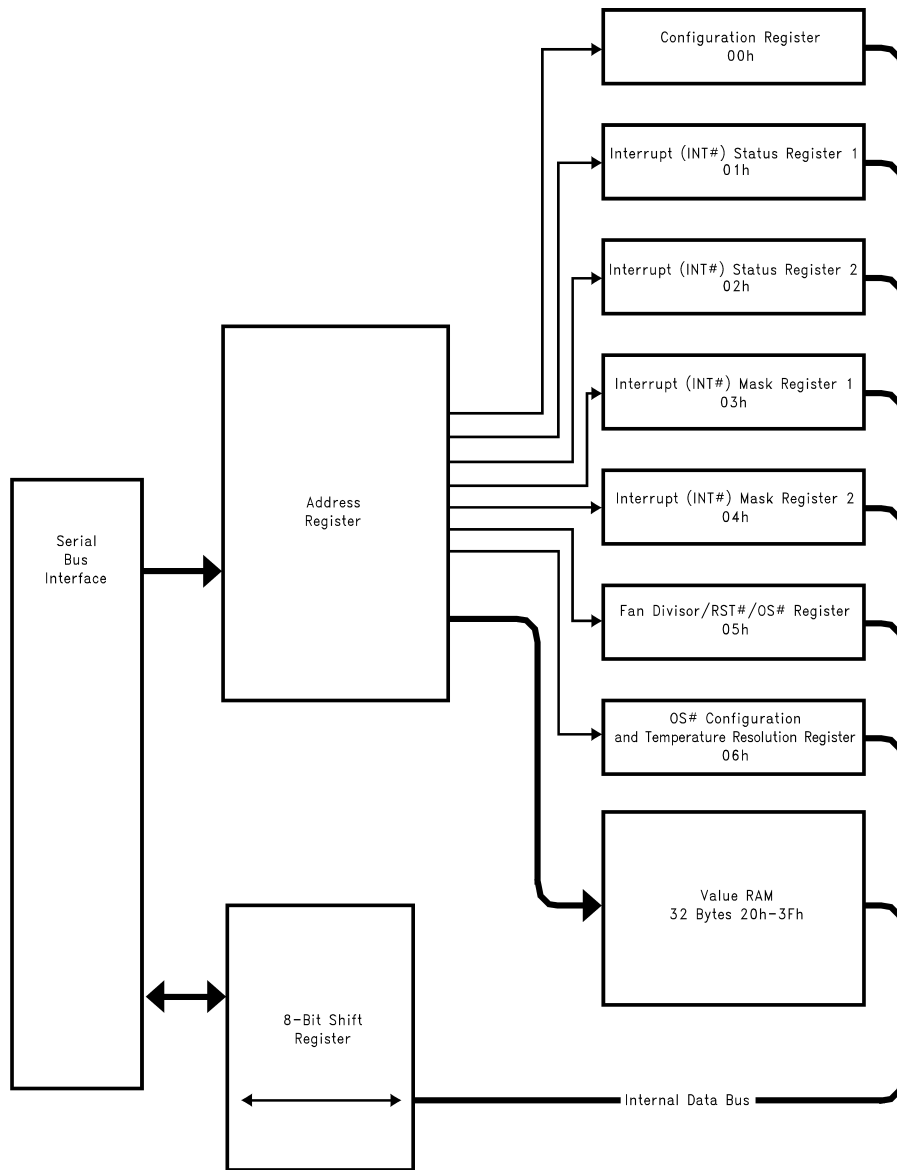 Configuration Register
00h
Interrupt (INT#) Status Register 1
01h
Interrupt (INT#) Status Register 2
02h
Interrupt (INT#) Mask Register 1
03h
Address
Register
Interrupt (INT#) Mask Register 2
04h
Serial
Bus
Interface
Fan Divisor/RST#/OS# Register
05h
OS# Configuration
and Temperature Resolution Register
06h
Value RAM
32 Bytes 20h-3Fh
8-Bit Shift
Register
Internal Data Bus